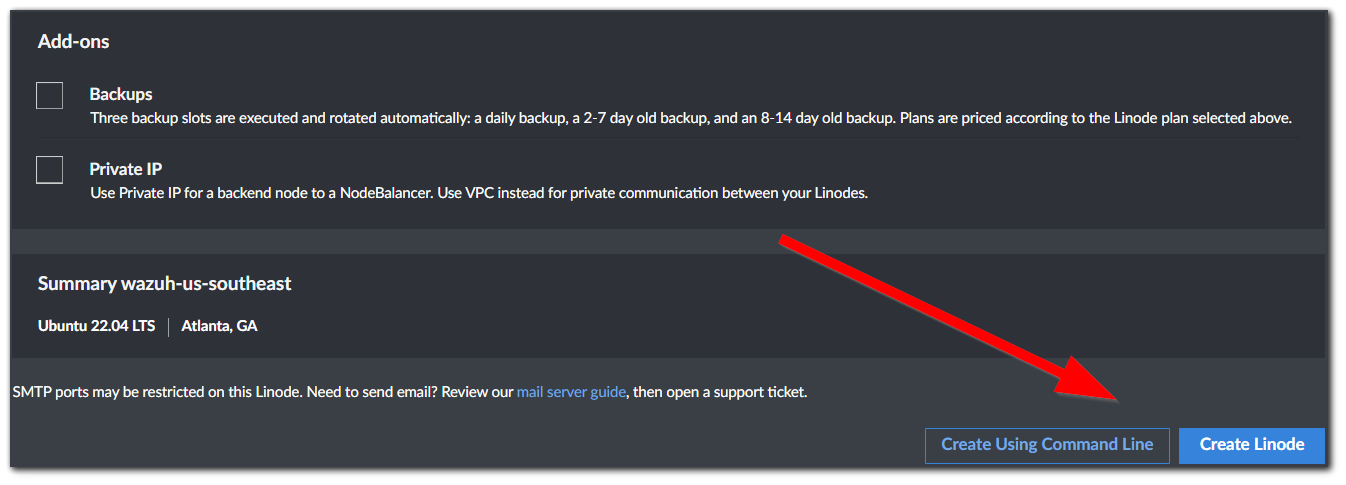 Add-ons
Backups
Three backup slots are executed and rotated automatically: a daily backup, a 2-7 day old backup, and an 8-14 day old backup. Plans are priced according to the Linode plan selected above.
Private IP
Use Private IP for a backend node to a NodeBalancer. Use VPC instead for private communication between your Linodes.
Summary wazuh-us-southeast
Ubuntu 22.04 LTS | Atlanta, GA
SMTP ports may be restricted on this Linode. Need to send email? Review our mail server guide, then open a support ticket.
Create Using Command Line Create Linode